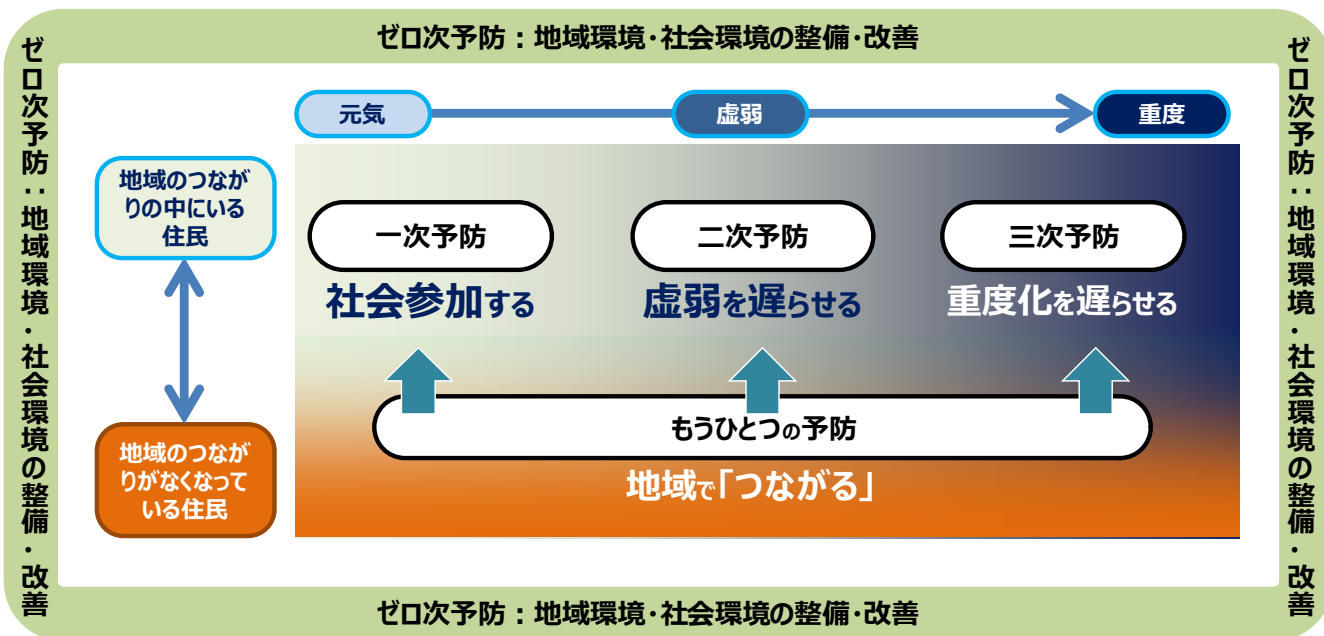 ゼロ次予防：地域環境・社会環境の整備・改善
ゼロ次予防：地域環境・社会環境の整備・改善
ゼロ次予防：地域環境・社会環境の整備・改善
元気
虚弱
重度
地域のつなが
りの中にいる
住民
一次予防
二次予防
三次予防
社会参加する
虚弱を遅らせる
重度化を遅らせる
もうひとつの予防
地域で「つながる」
地域のつなが
りがなくなって
いる住民
ゼロ次予防：地域環境・社会環境の整備・改善